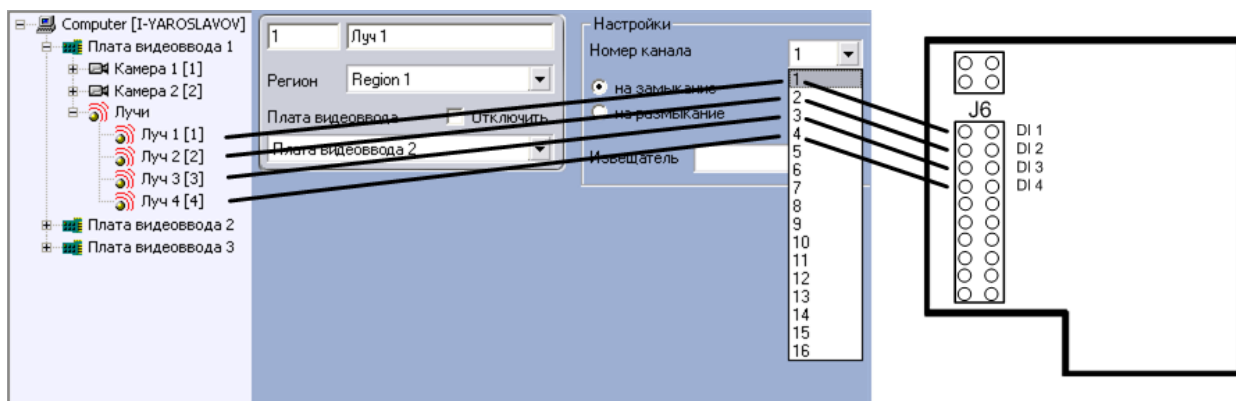 Computer [I-YAROSLAVOV]
Плата видеоввода 1
Камера 1 [1]
Камера 2 [2]
Лучи
Луч 1 [1]
Луч 2 [2]
Луч 3 [3]
Луч 4 [4]
Плата видеоввода 2
Плата видеоввода 3
1 Луч 1
Регион Region 1
Плата видеоввода Отключить
Плата видеоввода 2
Настройки
Номер канала 1
на замыкание
на размыкание
Извещатель
1
2
3
4
5
6
7
8
9
10
11
12
13
14
15
16
J6
DI 1
DI 2
DI 3
DI 4